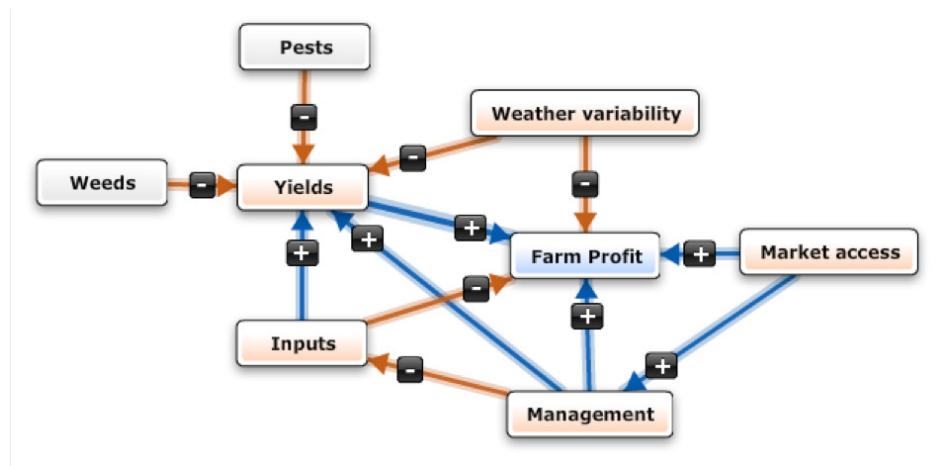 Pests
-
Weather variability
-
-
Weeds
-
Yields
+
+
+
Farm Profit
+
Market access
-
+
Inputs
-
+
Management